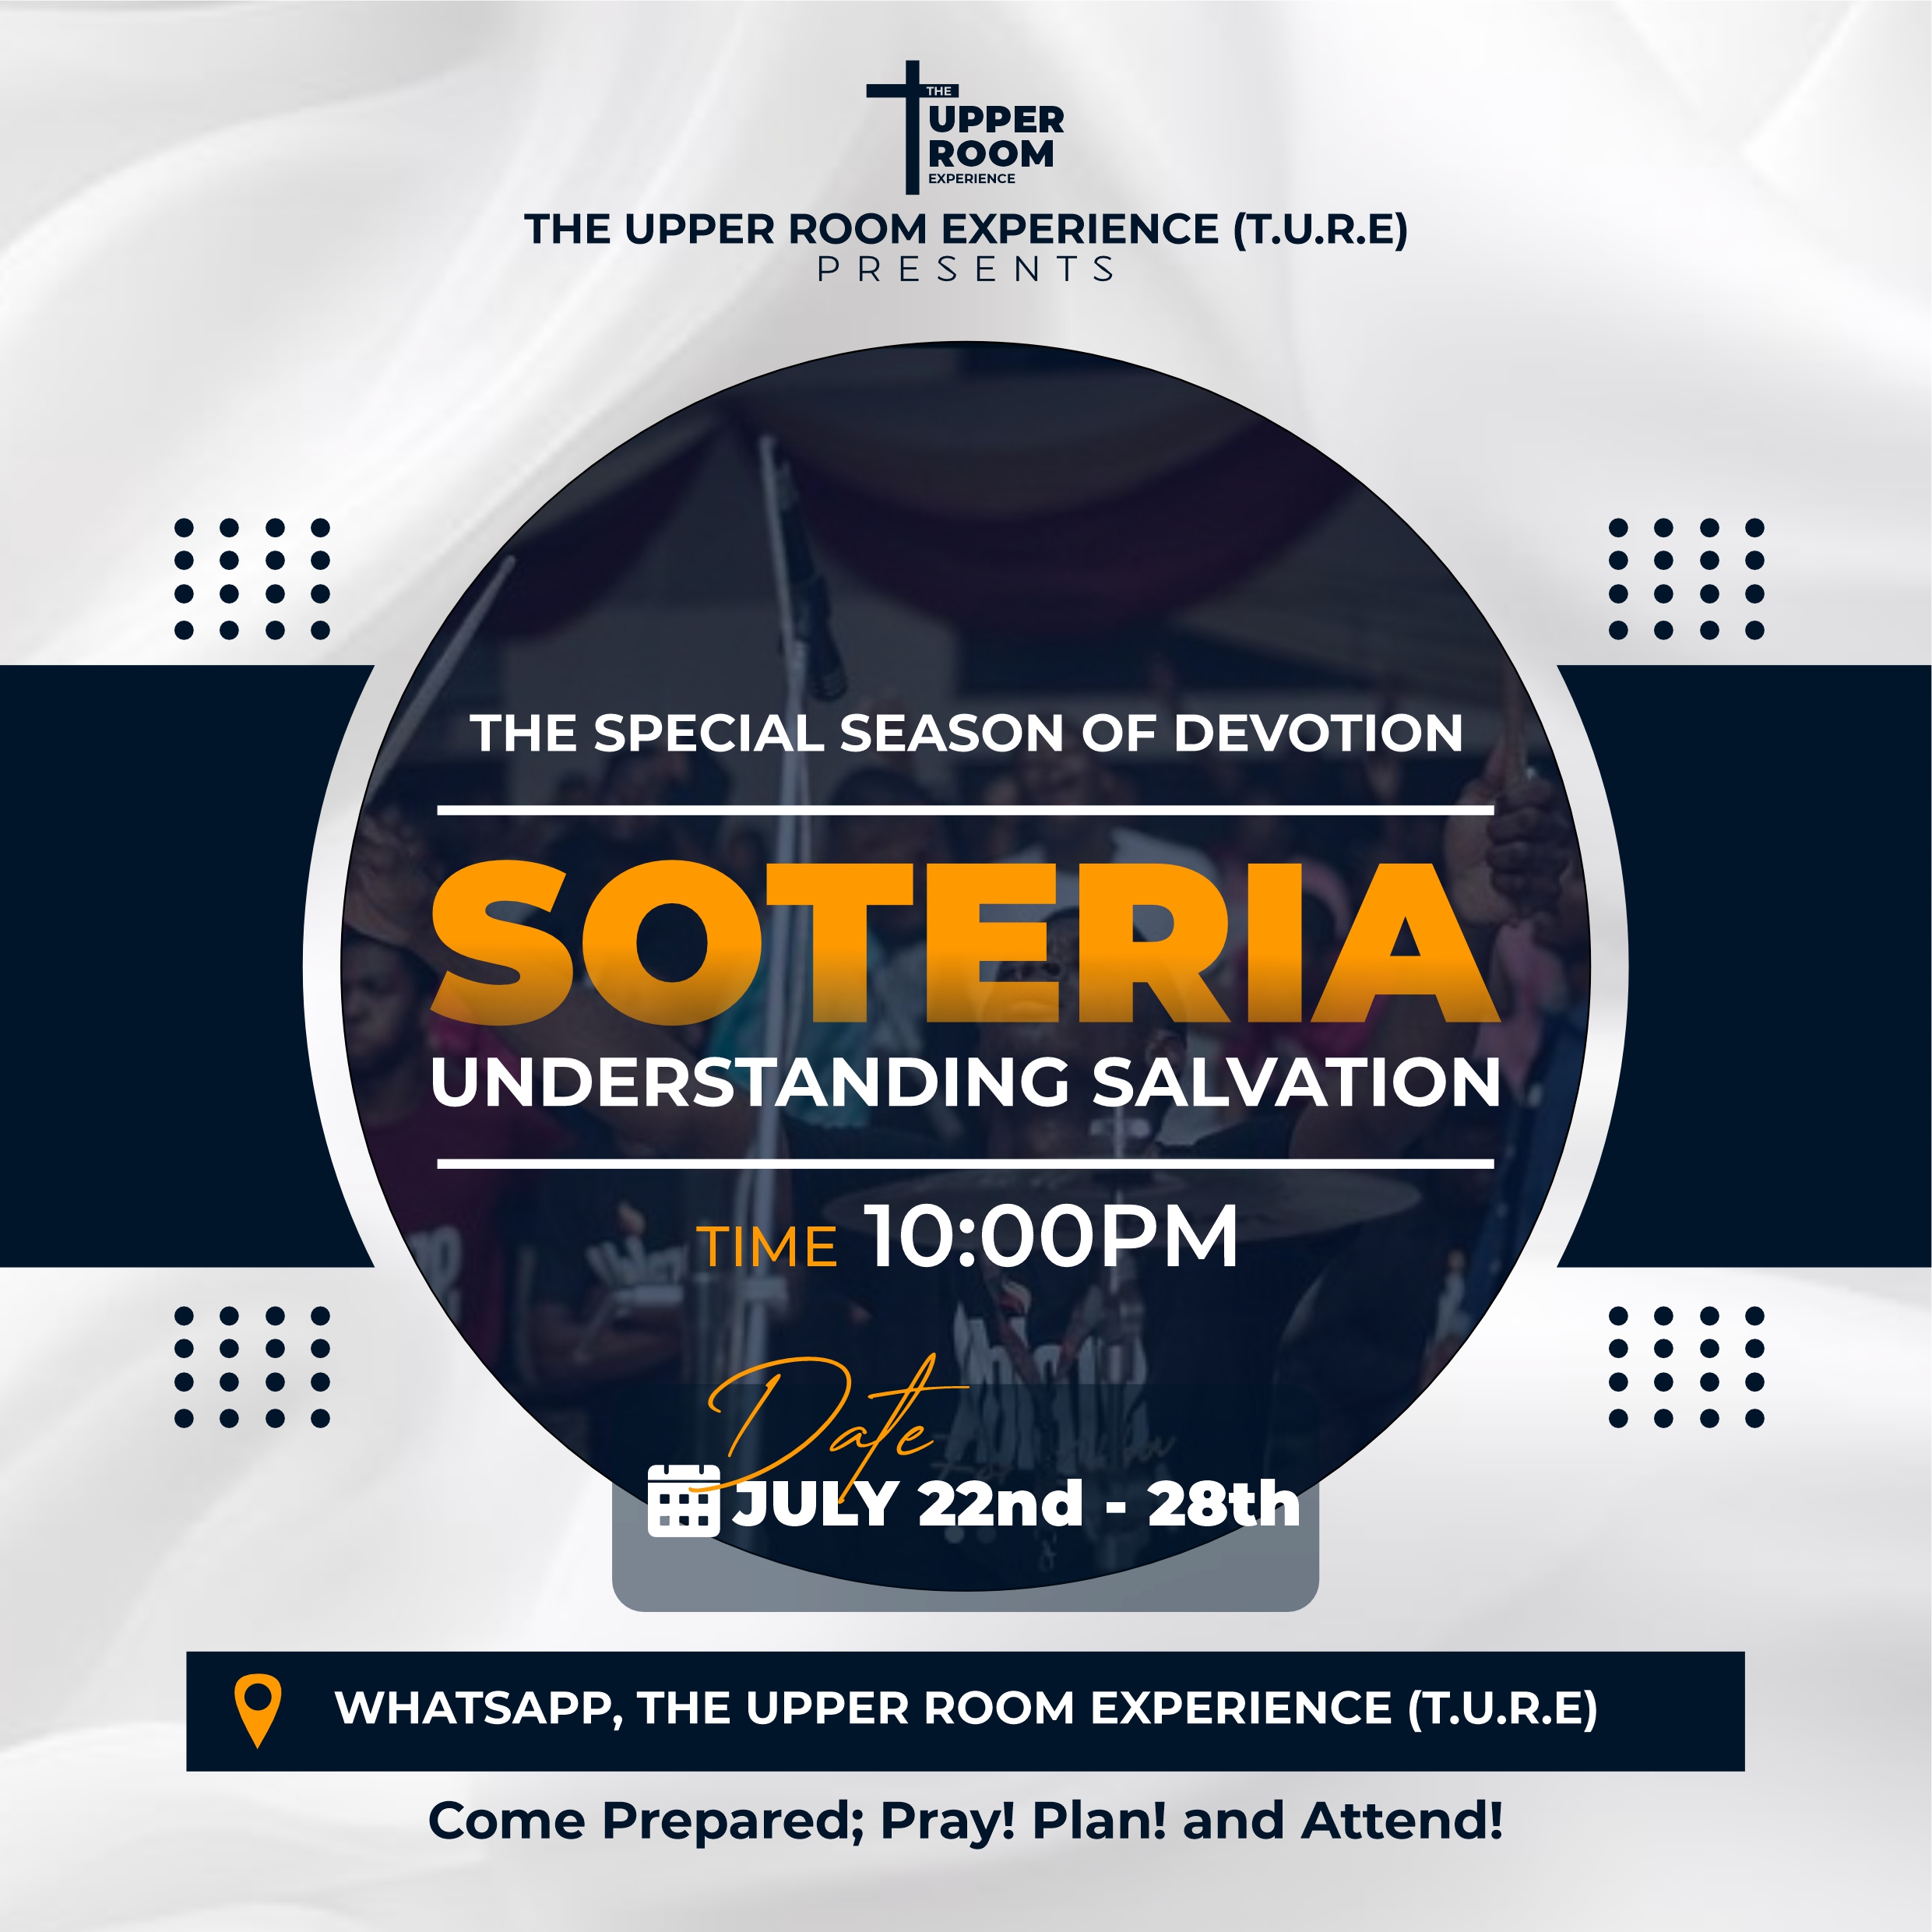 THE
UPPER
ROOM
EXPERIENCE
THE UPPER ROOM EXPERIENCE (T.U.R.E)
PRESENTS
THE SPECIAL SEASON OF DEVOTION
SOTERIA
UNDERSTANDING SALVATION
TIME 10:00PM
Date
JULY 22nd - 28th
WHATSAPP, THE UPPER ROOM EXPERIENCE (T.U.R.E)
Come Prepared; Pray! Plan! and Attend!